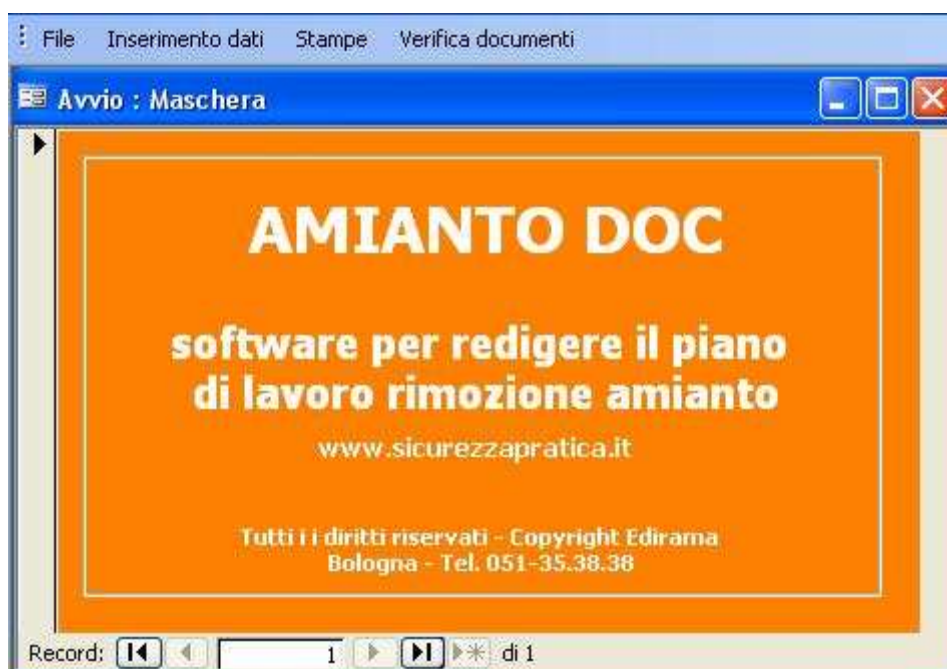 File Inserimento dati Stampe Verifica documenti
Avvio : Maschera
AMIANTO DOC
software per redigere il piano
di lavoro rimozione amianto
www.sicurezzapratica.it
Tutti i i diritti riservati - Copyright Edirama
Bologna - Tel. 051-35.38.38
Record: 1 di 1